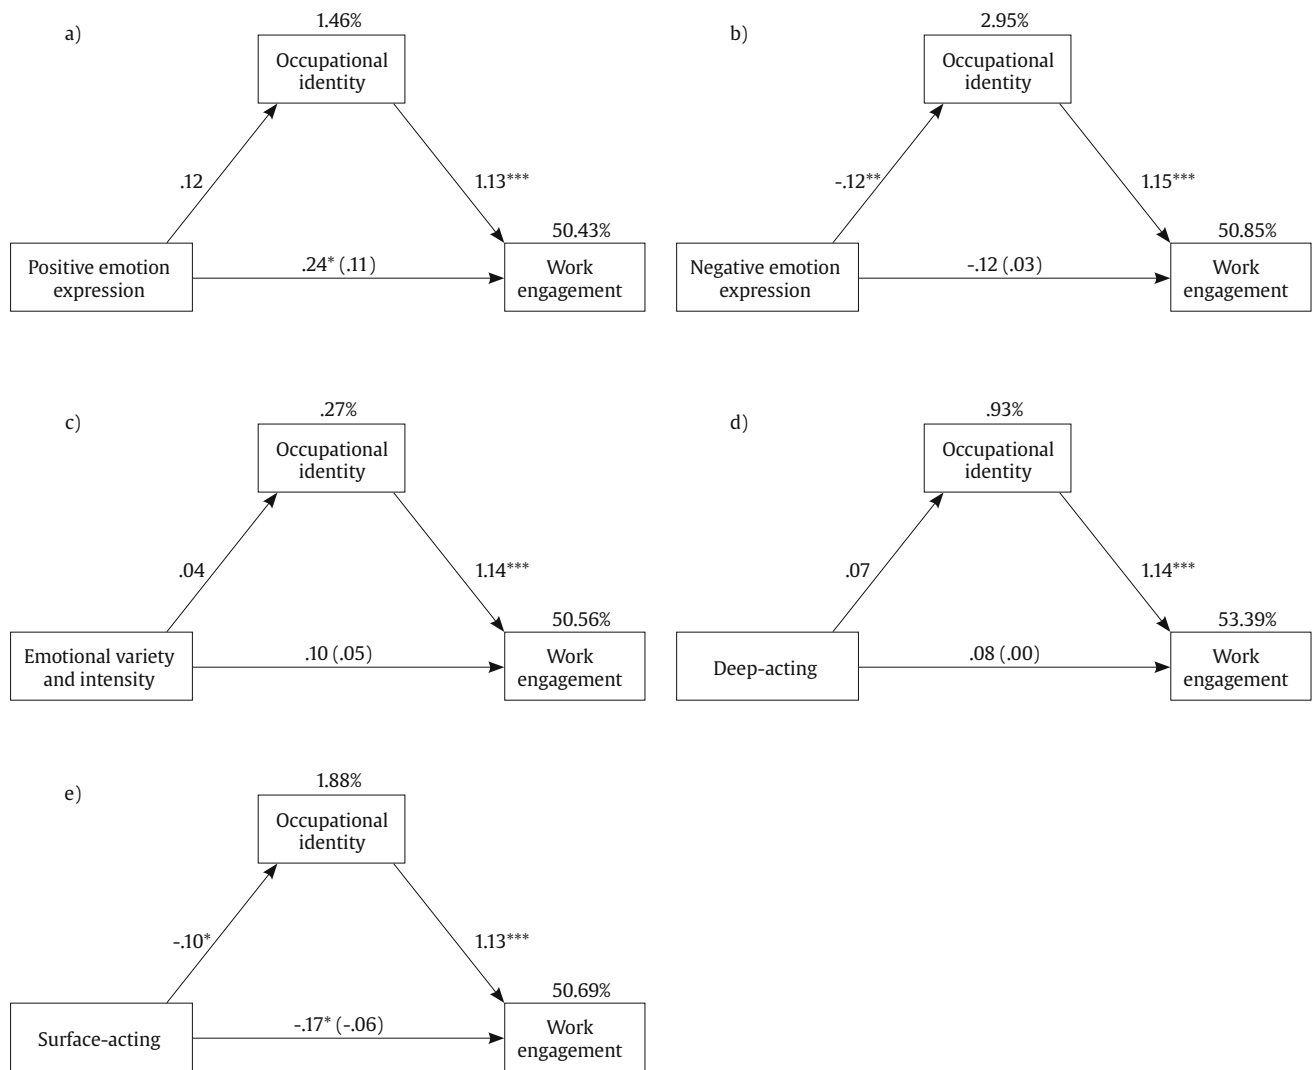 a)
1.46%
Occupational
identity
.12
1.13***
50.43%
Positive emotion
expression
.24* (.11)
Work
engagement
b)
2.95%
Occupational
identity
-.12**
1.15***
50.85%
Negative emotion
expression
-.12 (.03)
Work
engagement
c)
.27%
Occupational
identity
.04
1.14***
50.56%
Emotional variety
and intensity
.10 (.05)
Work
engagement
d)
.93%
Occupational
identity
.07
1.14***
53.39%
Deep-acting
.08 (.00)
Work
engagement
e)
1.88%
Occupational
identity
-.10*
1.13***
50.69%
Surface-acting
-.17* (-.06)
Work
engagement